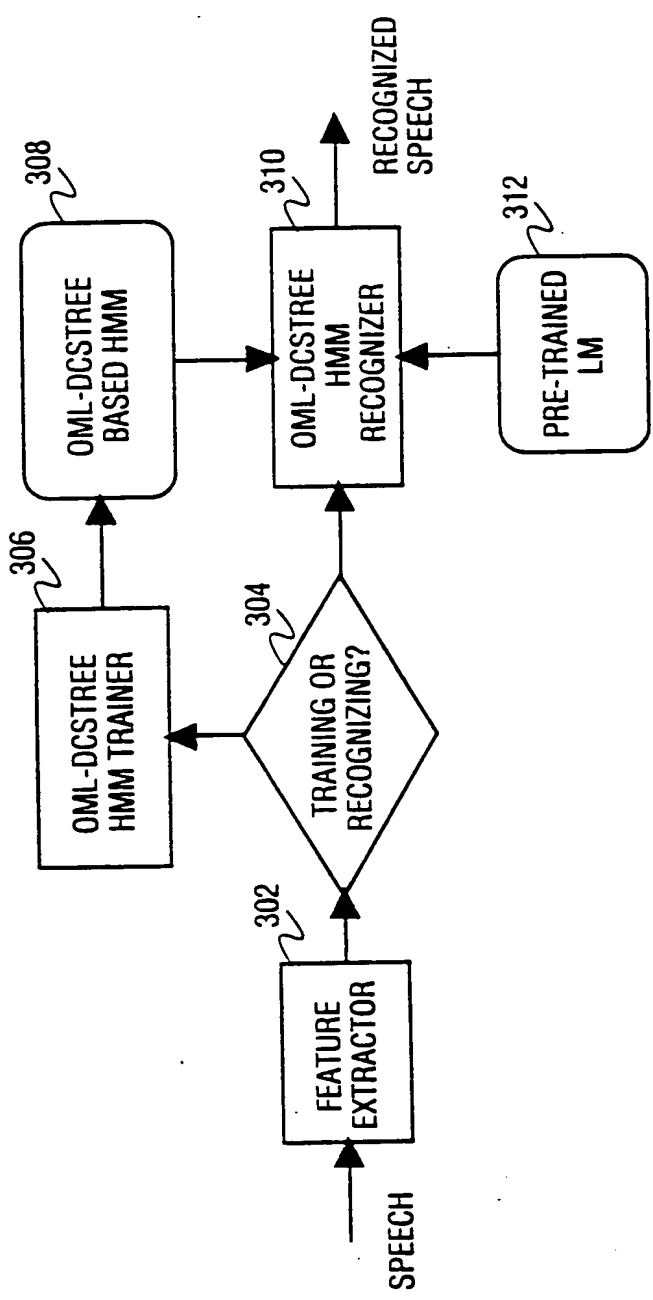 SPEECH
302
FEATURE
EXTRACTOR
304
TRAINING OR
RECOGNIZING?
306
OML-DCSTREE
HMM TRAINER
308
OML-DCSTREE
BASED HMM
310
OML-DCSTREE
HMM
RECOGNIZER
RECOGNIZED
SPEECH
312
PRE-TRAINED
LM